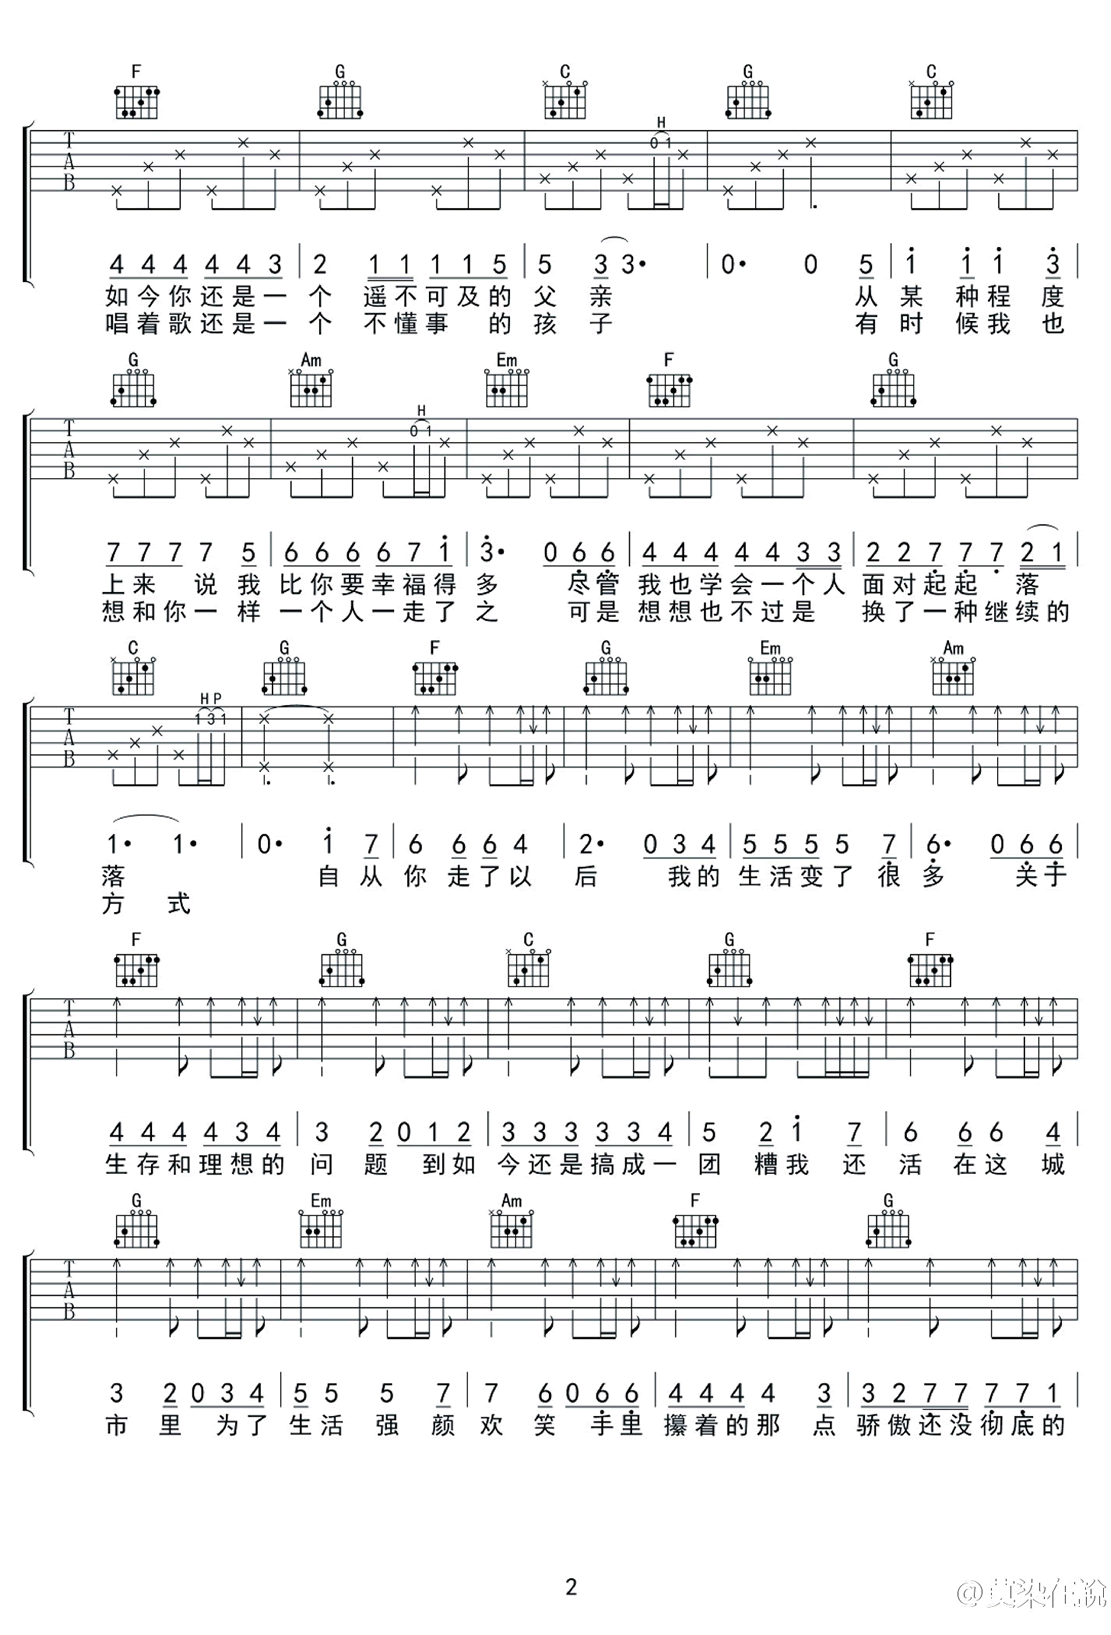 F G C G C
H
0 1
T A B
4 4 4 4 4 3 2 1 1 1 1 5 5 3 3· 0· 0 5 1 1 1 3
如今你还是一个 遥不可及的父亲 从某种程度
唱着歌还是一个 不懂事的孩子 有时候我也
G Am Em F G
H
0 1
T A B
7 7 7 7 5 6 6 6 6 7 1 3· 0 6 6 4 4 4 4 4 3 3 2 2 7 7 7 2 1
上来 说我比你要幸福得多 尽管我也学会一个人面对起起 落
想和你一样一个人一走了之 可是想想也不过是 换了一种继续的
C G F G Em Am
H P
1 3 1
T A B
1· 1· 0· 1 7 6 6 6 4 2· 0 3 4 5 5 5 5 7 6· 0 6 6
落 自从你走了以后 我的生活变了很多 关于
方式
F G C G F
T A B
4 4 4 4 3 4 3 2 0 1 2 3 3 3 3 3 4 5 2 1 7 6 6 6 4
生存和理想的问题 到如今还是搞成一团糟我还活在这城
G Em Am F G
T A B
3 2 0 3 4 5 5 5 7 7 6 0 6 6 4 4 4 4 3 3 2 7 7 7 7 1
市里 为了生活强颜欢笑 手里攥着的那点骄傲还没彻底的
2
@莫染在说